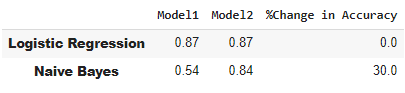 Model1 Model2 %Change in Accuracy
Logistic Regression 0.87 0.87 0.0
Naive Bayes 0.54 0.84 30.0